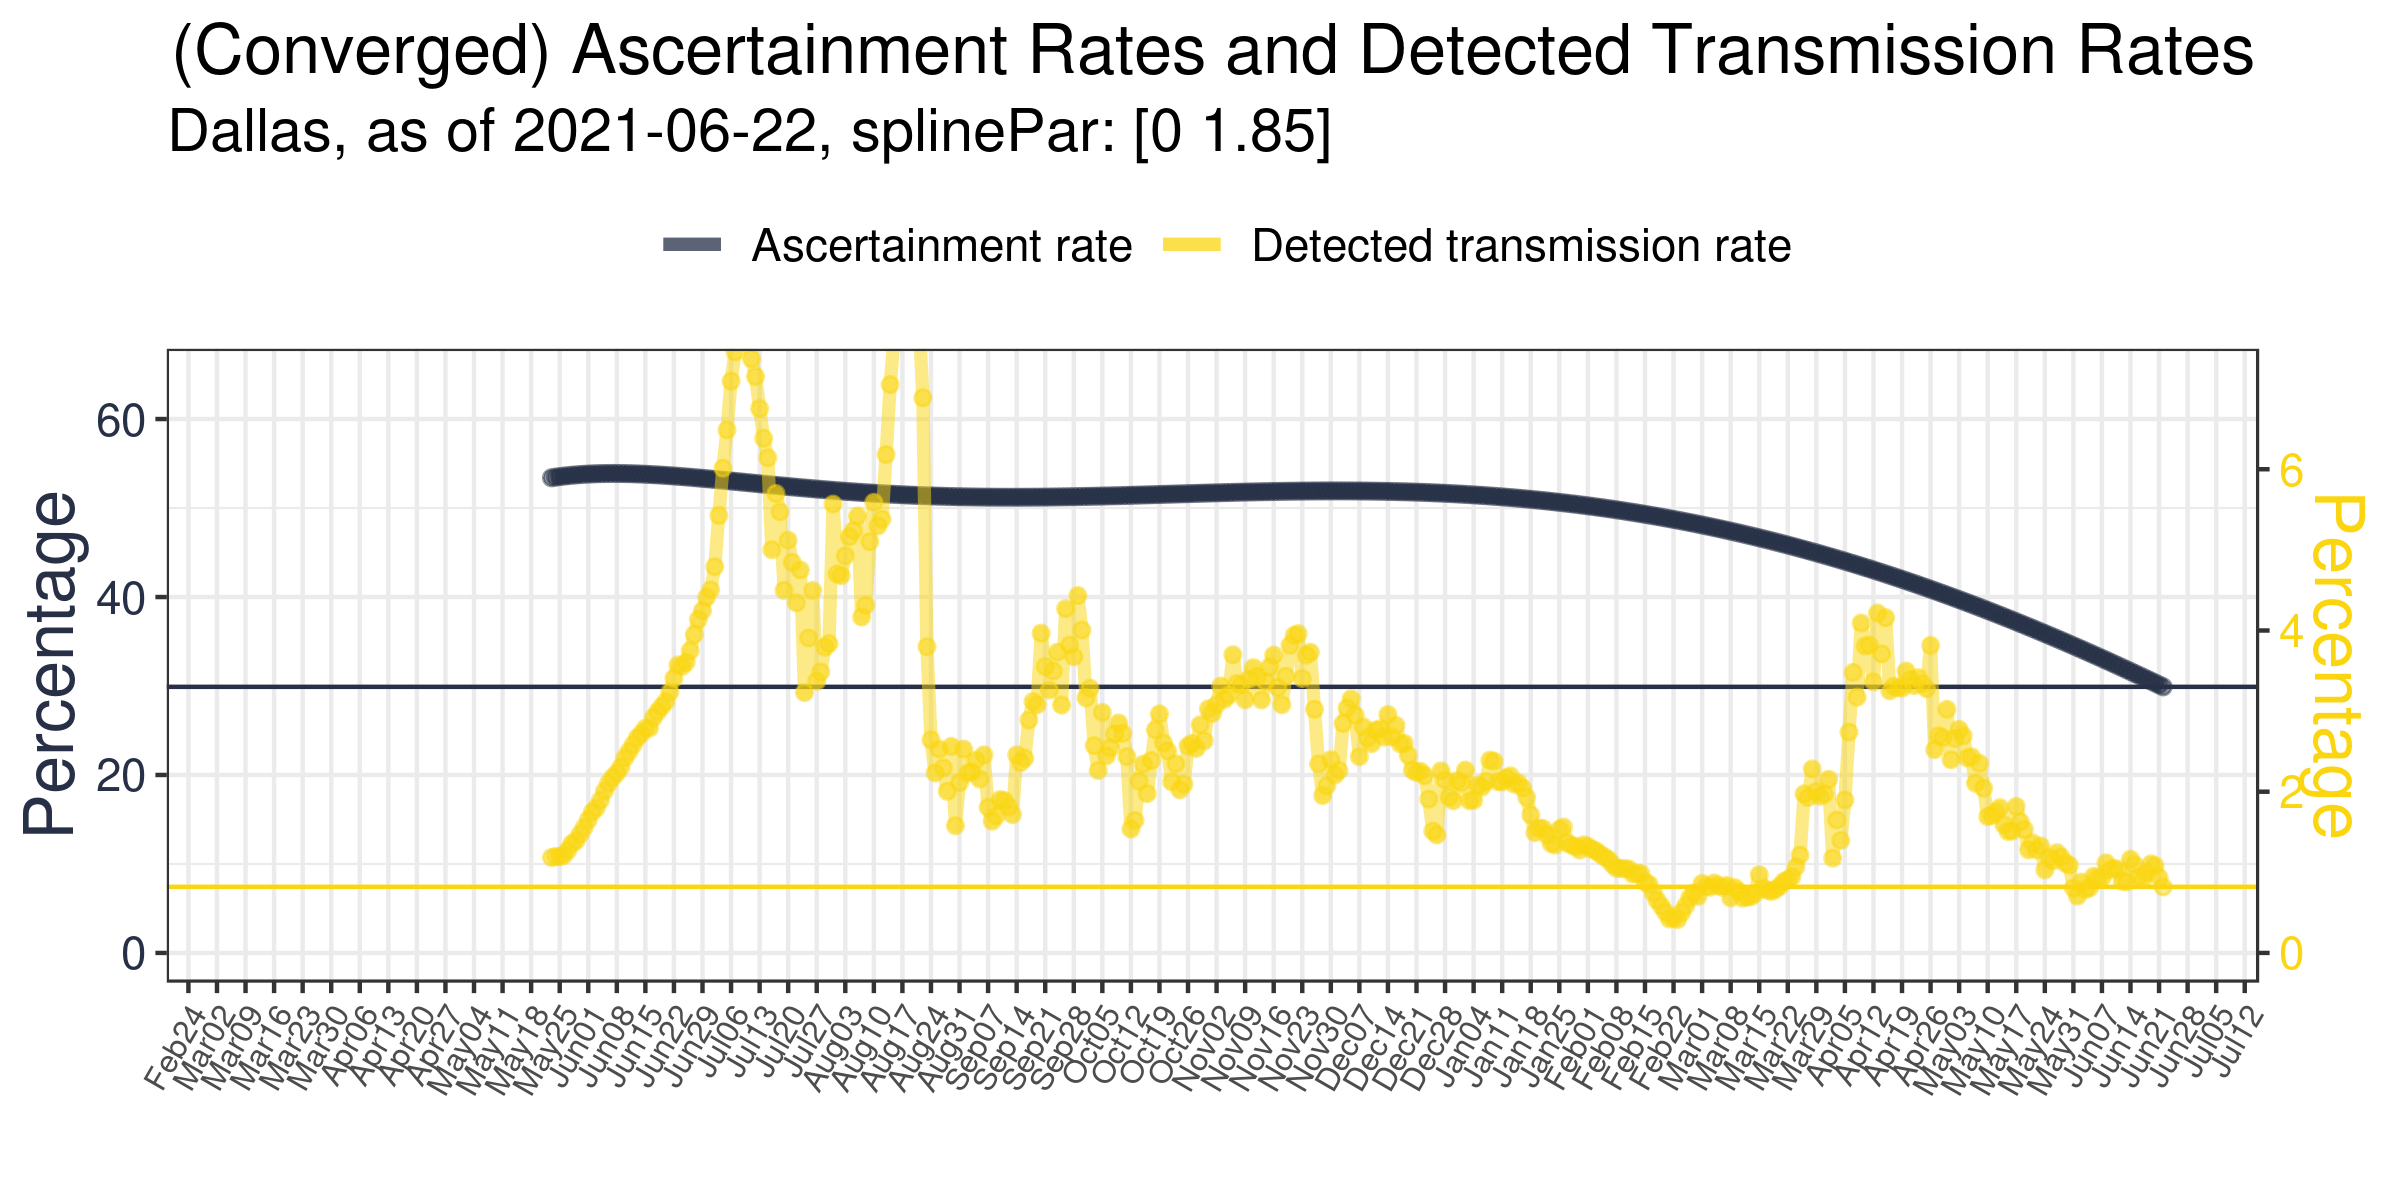 (Converged) Ascertainment Rates and Detected Transmission Rates
Dallas, as of 2021-06-22, splinePar: [0 1.85]
Ascertainment rate Detected transmission rate
Percentage
60
40
20
0
6
4
2
0
Percentage
Feb24 Mar02 Mar09 Mar16 Mar23 Mar30 Apr06 Apr13 Apr20 Apr27 May04 May11 May18 May25 Jun01 Jun08 Jun15 Jun22 Jun29 Jul06 Jul13 Jul20 Jul27 Aug03 Aug10 Aug17 Aug24 Aug31 Sep07 Sep14 Sep21 Sep28 Oct05 Oct12 Oct19 Oct26 Nov02 Nov09 Nov16 Nov23 Nov30 Dec07 Dec14 Dec21 Dec28 Jan04 Jan11 Jan18 Jan25 Feb01 Feb08 Feb15 Feb22 Mar01 Mar08 Mar15 Mar22 Mar29 Apr05 Apr12 Apr19 Apr26 May03 May10 May17 May24 May31 Jun07 Jun14 Jun21 Jun28 Jul05 Jul12